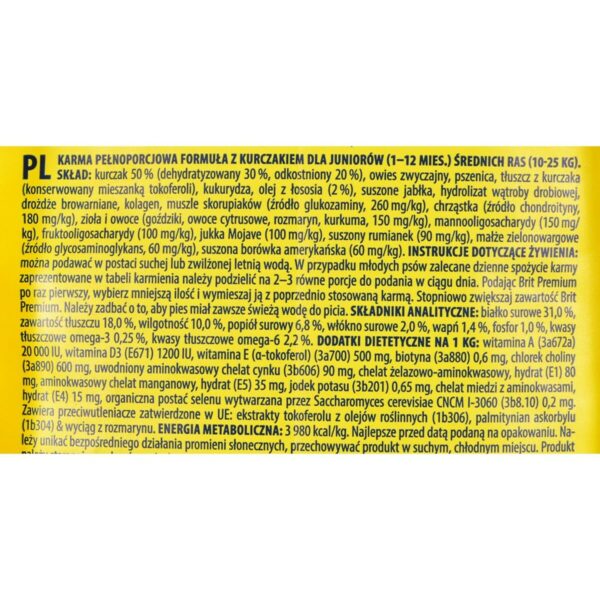 PL KARMA PEŁNOPORCJOWA FORMUŁA Z KURCZAKIEM DLA JUNIORÓW (1–12 MIES.) ŚREDNICH RAS (10-25 KG).
SKŁAD: kurczak 50 % (dehydratyzowany 30 %, odkostniony 20 %), owies zwyczajny, pszenica, tłuszcz z kurczaka
(konserwowany mieszanką tokoferoli), kukurydza, olej z łososia (2 %), suszone jabłka, hydrolizat wątroby drobiowej,
drożdże browarniane, kolagen, muszle skorupiaków (źródło glukozaminy, 260 mg/kg), chrząstka (źródło chondroityny,
180 mg/kg), zioła i owoce (goździki, owoce cytrusowe, rozmaryn, kurkuma, 150 mg/kg), mannooligosacharydy (150 mg/
kg), fruktooligosacharydy (100 mg/kg), jukka Mojave (100 mg/kg), suszony rumianek (90 mg/kg), małże zielonowargowe
(źródło glycosaminoglykans, 60 mg/kg), suszona borówka amerykańska (60 mg/kg). INSTRUKCJE DOTYCZĄCE ŻYWIENIA:
można podawać w postaci suchej lub zwilżonej letnią wodą. W przypadku młodych psów zalecane dzienne spożycie karmy
zaprezentowane w tabeli karmienia należy podzielić na 2–3 równe porcje do podania w ciągu dnia. Podając Brit Premium
po raz pierwszy, wybierz mniejszą ilość i wymieszaj ją z poprzednio stosowaną karmą. Stopniowo zwiększaj zawartość Brit
Premium. Należy zadbać o to, aby pies miał zawsze świeżą wodę do picia. SKŁADNIKI ANALITYCZNE: białko surowe 31,0 %,
zawartość tłuszczu 18,0 %, wilgotność 10,0 %, popiół surowy 6,8 %, włókno surowe 2,0 %, wapń 1,4 %, fosfor 1,0 %, kwasy
tłuszczowe omega-3 0,25 %, kwasy tłuszczowe omega-6 2,2 %. DODATKI DIETETYCZNE NA 1 KG: witamina A (3a672a)
20 000 IU, witamina D3 (E671) 1200 IU, witamina E (α-tokoferol) (3a700) 500 mg, biotyna (3a880) 0,6 mg, chlorek choliny
(3a890) 600 mg, uwodniony aminokwasowy chelat cynku (3b606) 90 mg, chelat żelazowo-aminokwasowy, hydrat (E1) 80
mg, aminokwasowy chelat manganowy, hydrat (E5) 35 mg, jodek potasu (3b201) 0,65 mg, chelat miedzi z aminokwasami,
hydrat (E4) 15 mg, organiczna postać selenu wytwarzana przez Saccharomyces cerevisiae CNCM I-3060 (3b8.10) 0,2 mg.
Zawiera przeciwutleniacze zatwierdzone w UE: ekstrakty tokoferolu z olejów roślinnych (1b306), palmitynian askorbylu
(1b304) & wyciąg z rozmarynu. ENERGIA METABOLICZNA: 3 980 kcal/kg. Najlepsze przed datą podaną na opakowaniu. Na-
leży unikać bezpośredniego działania promieni słonecznych, przechowywać produkt w suchym, chłodnym miejscu. Produkt